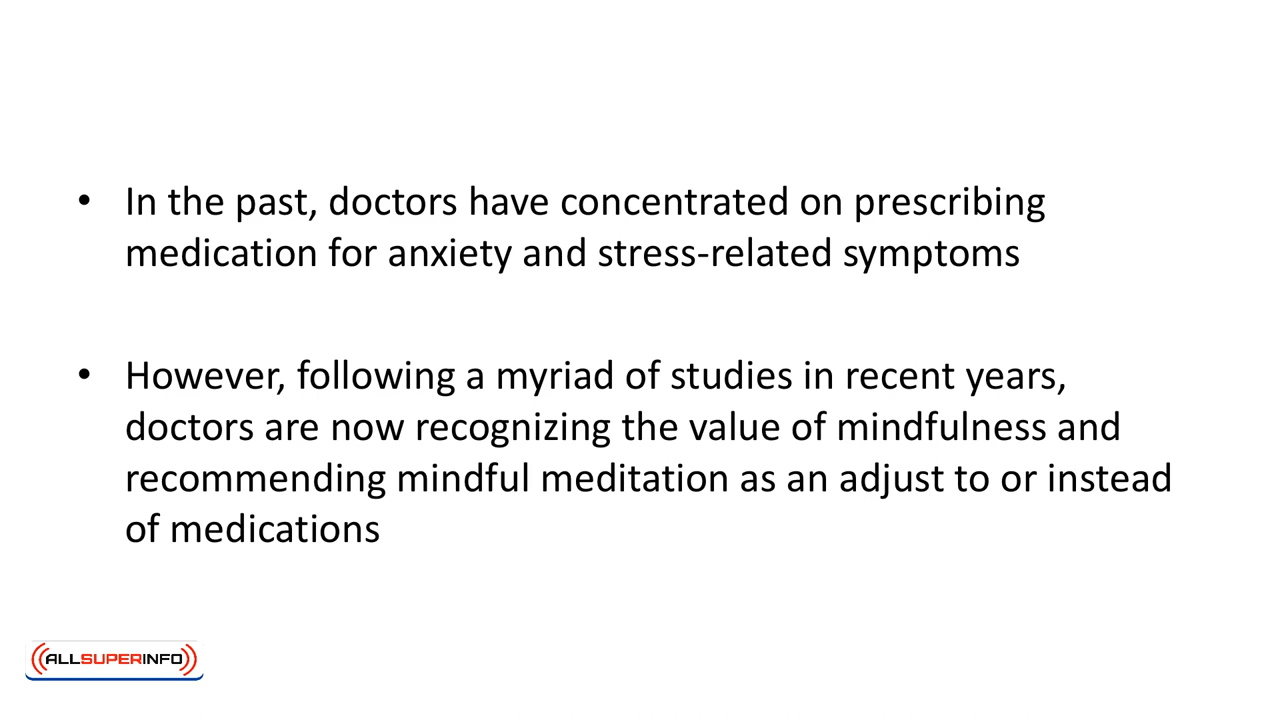 • In the past, doctors have concentrated on prescribing
medication for anxiety and stress-related symptoms
• However, following a myriad of studies in recent years,
doctors are now recognizing the value of mindfulness and
recommending mindful meditation as an adjust to or instead
of medications
ALLSUPERINFO